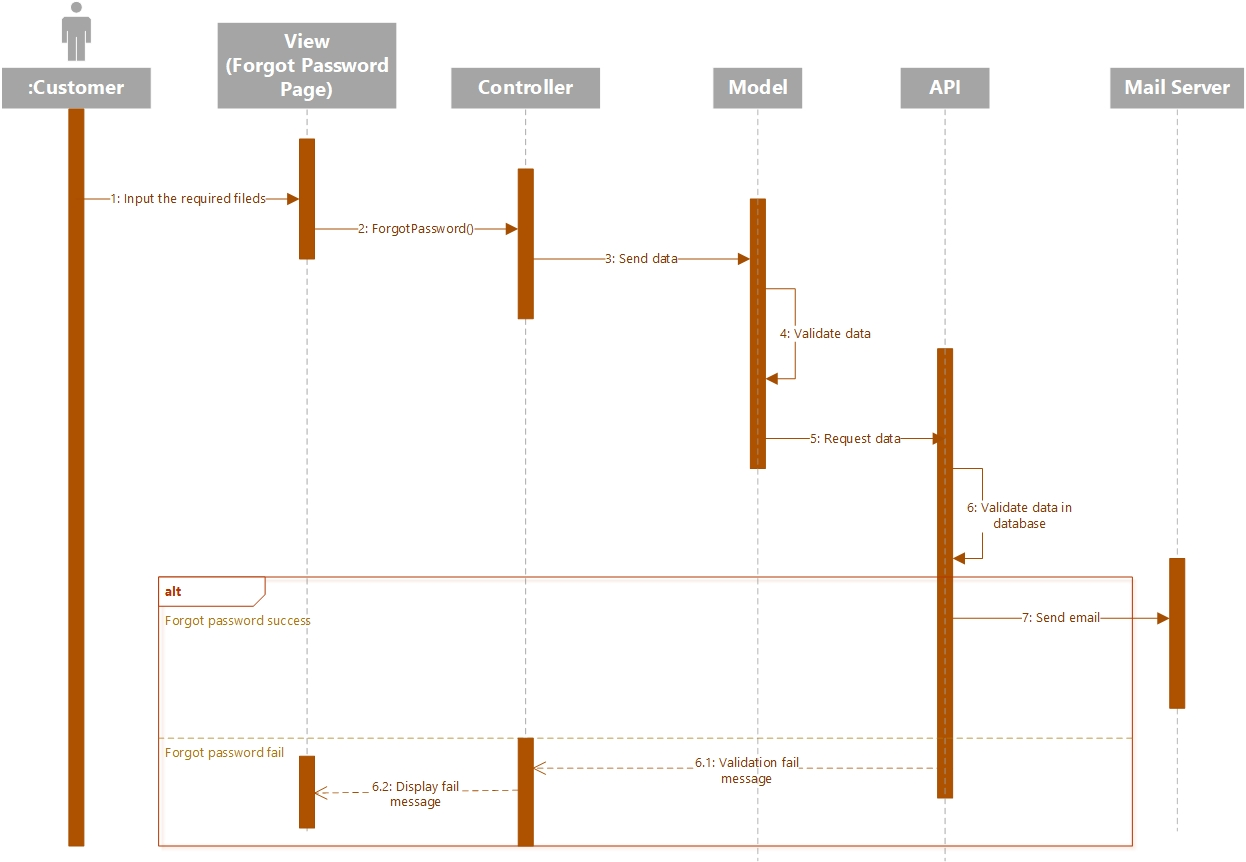 :Customer
View
(Forgot Password
Page)
Controller
Model
API
Mail Server
1: Input the required fileds
2: ForgotPassword()
3: Send data
4: Validate data
5: Request data
6: Validate data in
database
alt
Forgot password success
7: Send email
Forgot password fail
6.1: Validation fail
message
6.2: Display fail
message